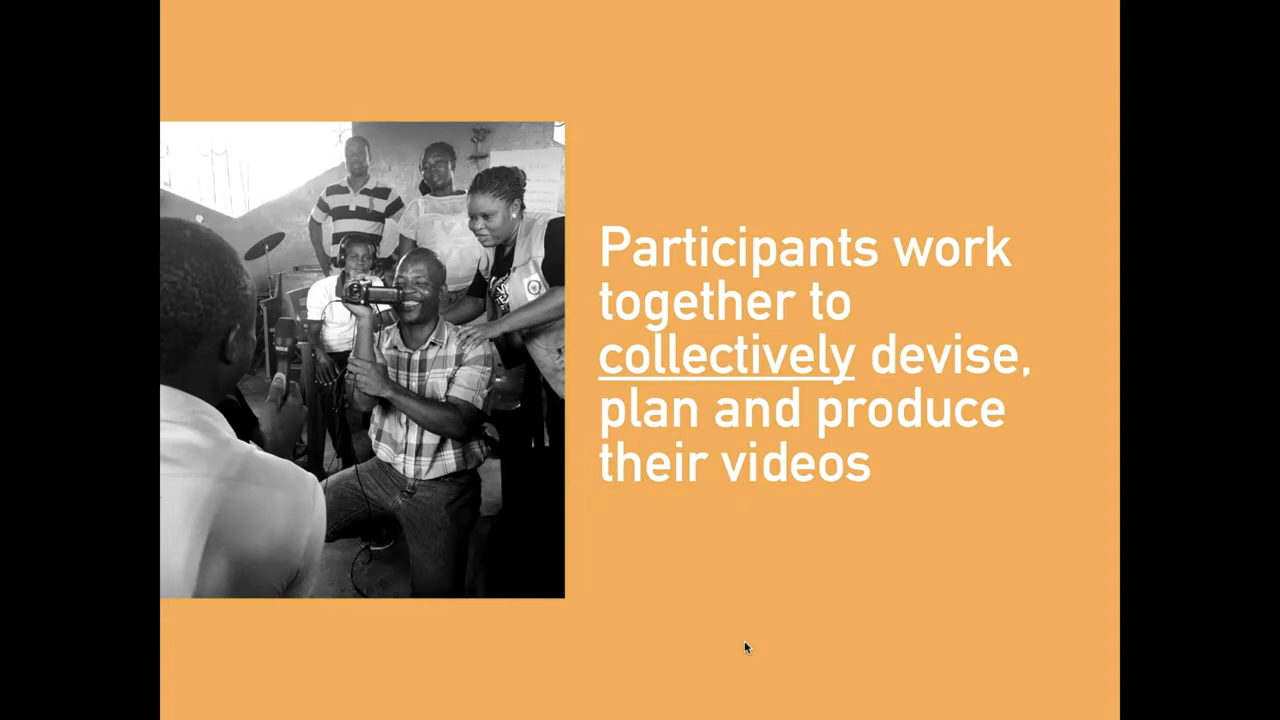 Participants work
together to
collectively devise,
plan and produce
their videos